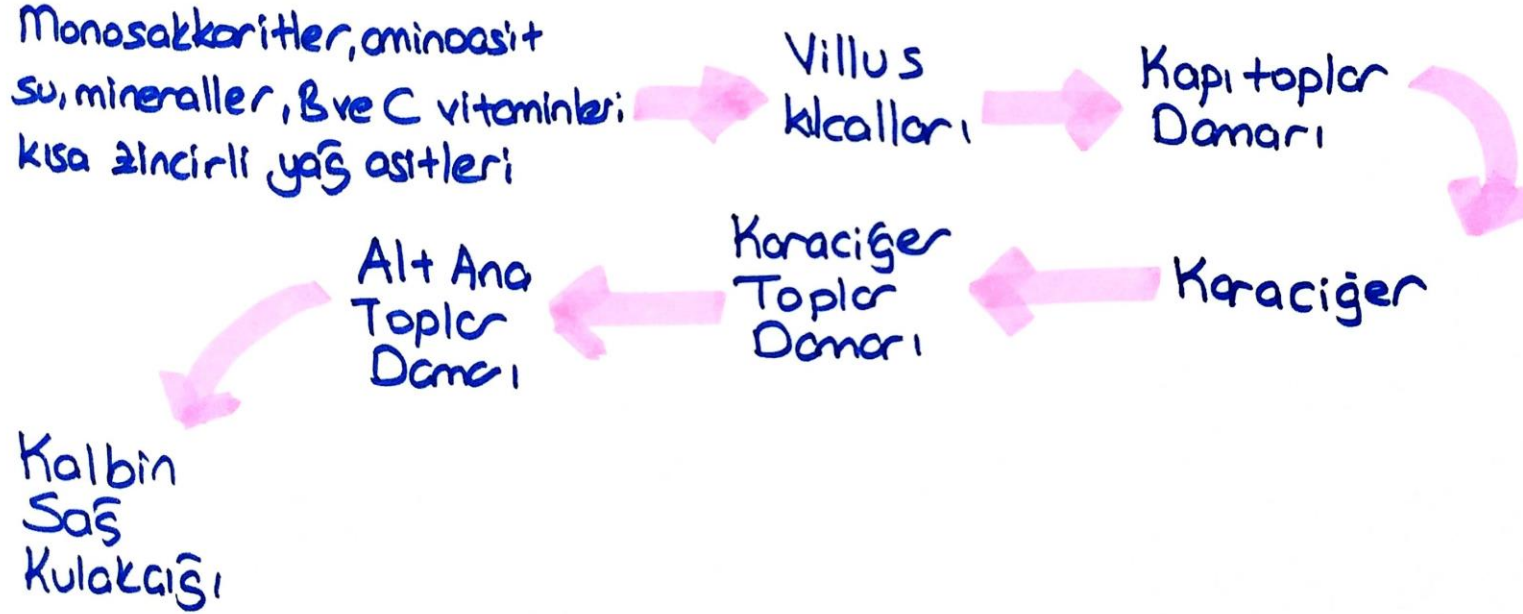 Monosakkaritler, aminoasit
su, mineraller, B ve C vitaminleri
kısa zincirli yağ asitleri
Villus
kılcalları
Kapı toplar
Damarı
Karaciğer
Karaciğer
Toplar
Damarı
Alt Ana
Toplar
Damarı
Kalbin
Sağ
Kulakçığı